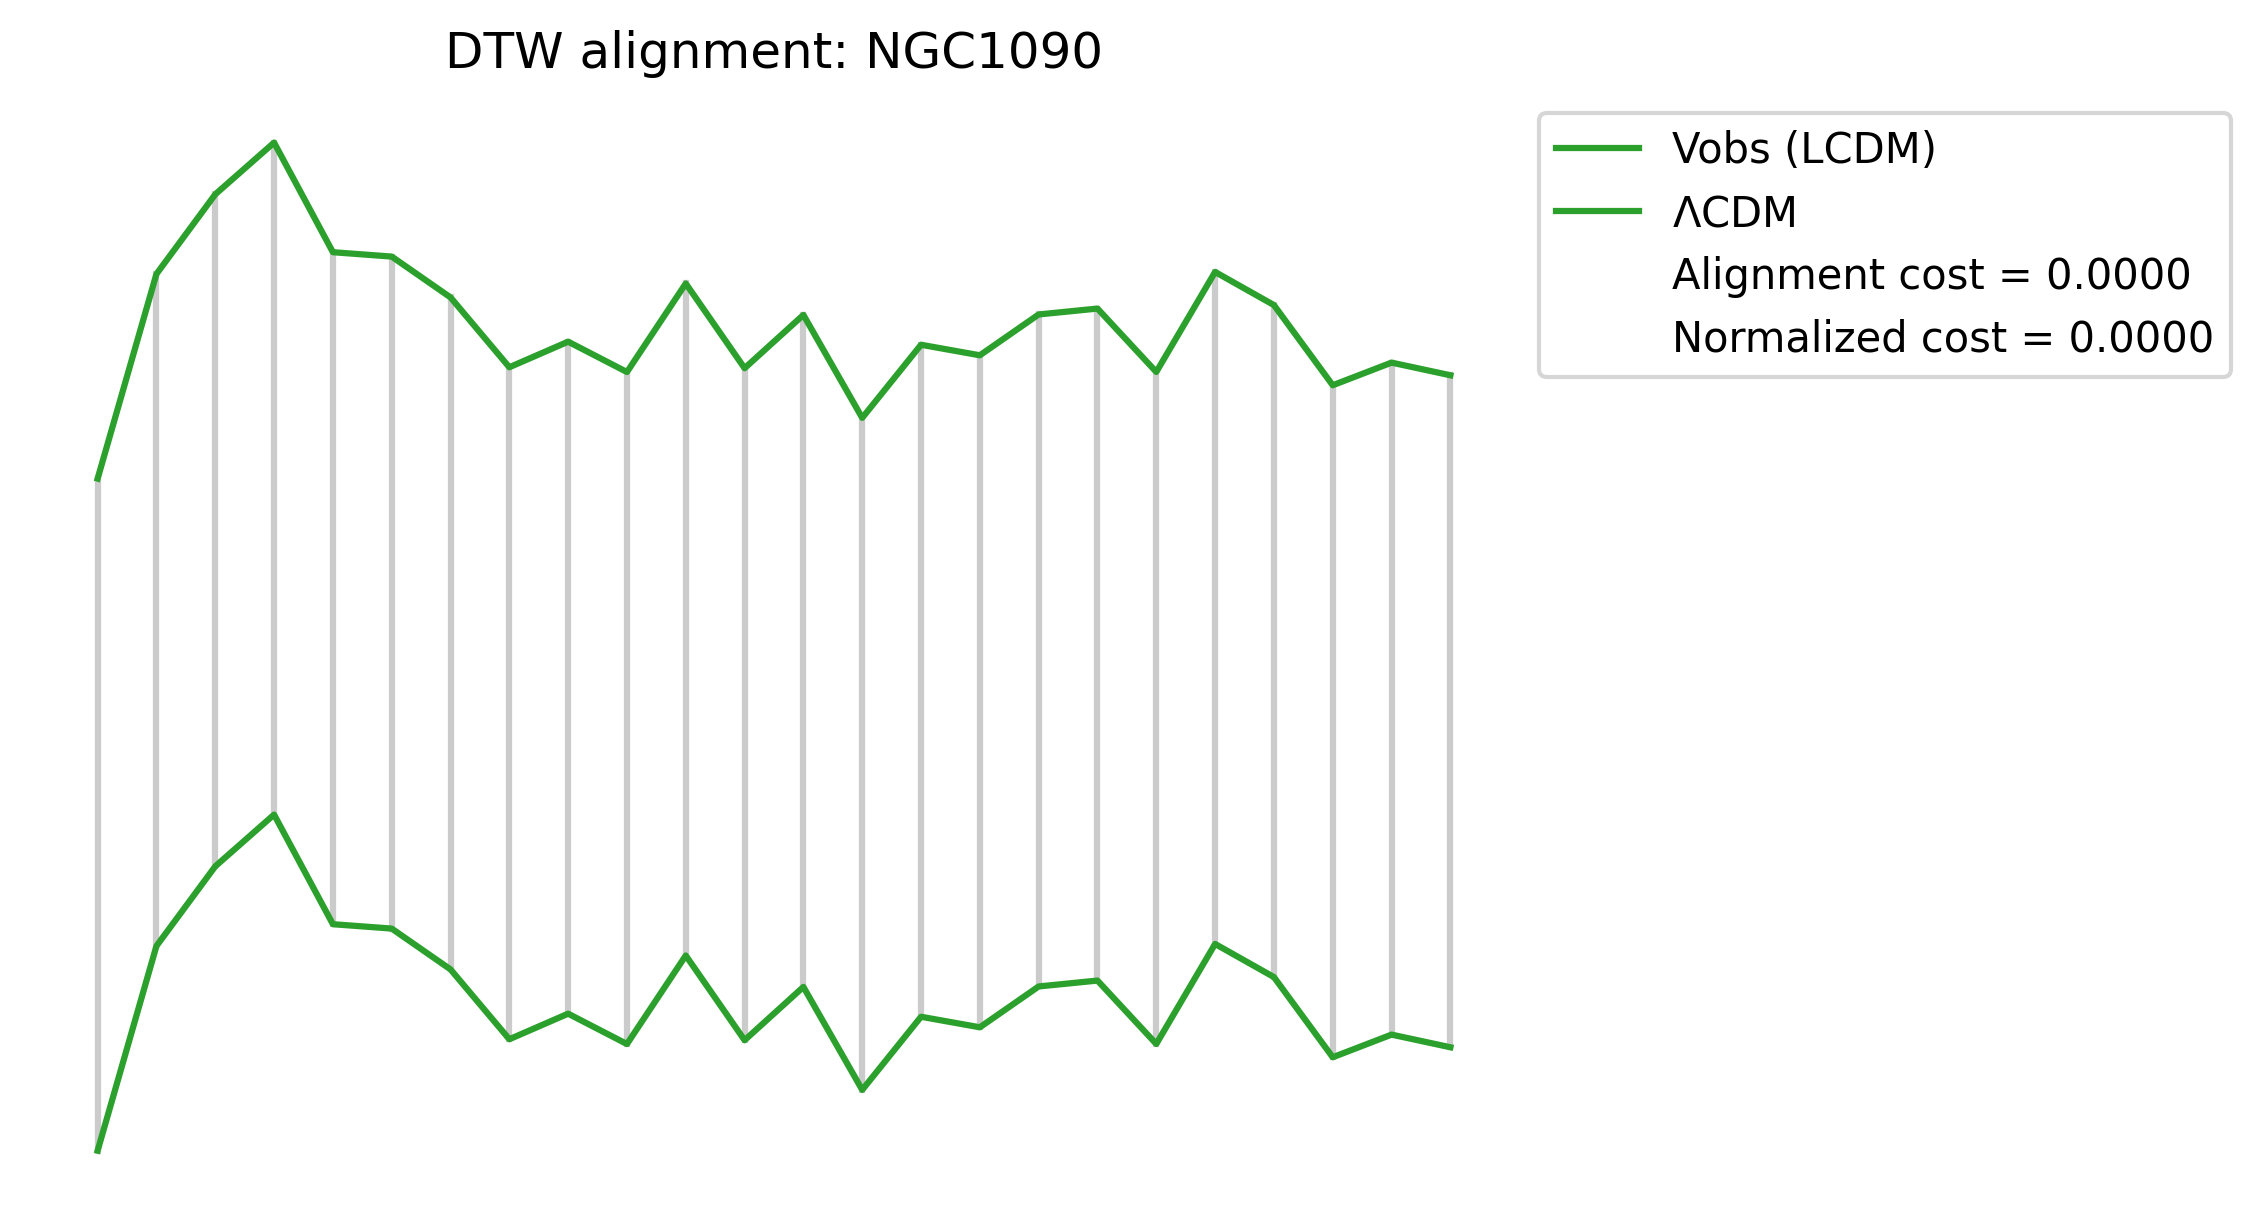 DTW alignment: NGC1090
Vobs (LCDM)
ΛCDM
Alignment cost = 0.0000
Normalized cost = 0.0000